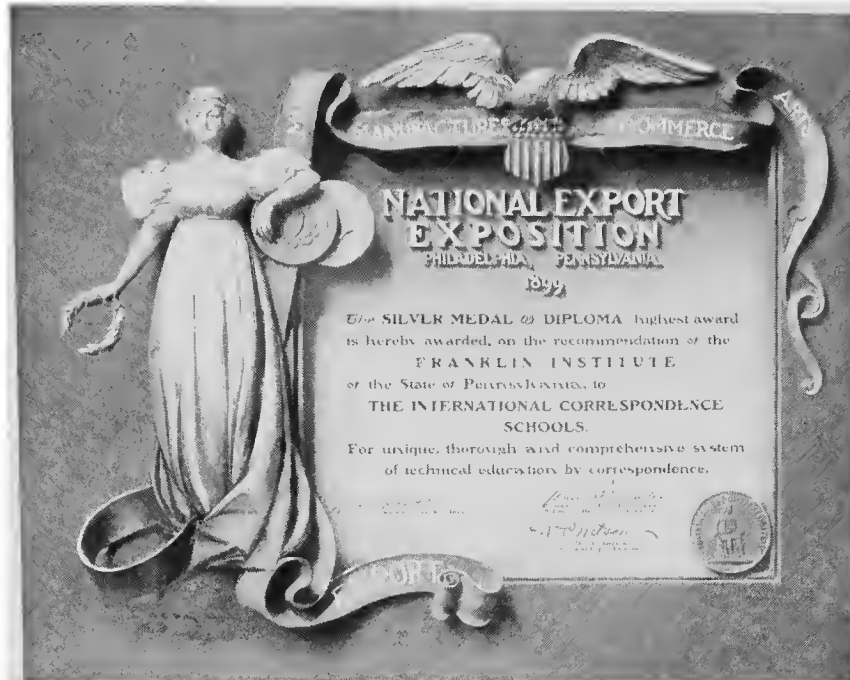 MANUFACTURES
COMMERCE
ART
NATIONAL EXPORT
EXPOSITION
PHILADELPHIA, PENNSYLVANIA.
1899
The SILVER MEDAL & DIPLOMA highest award
is hereby awarded, on the recommendation of the
FRANKLIN INSTITUTE
of the State of Pennsylvania, to
THE INTERNATIONAL CORRESPONDENCE
SCHOOLS.
For unique, thorough and comprehensive system
of technical education by correspondence.